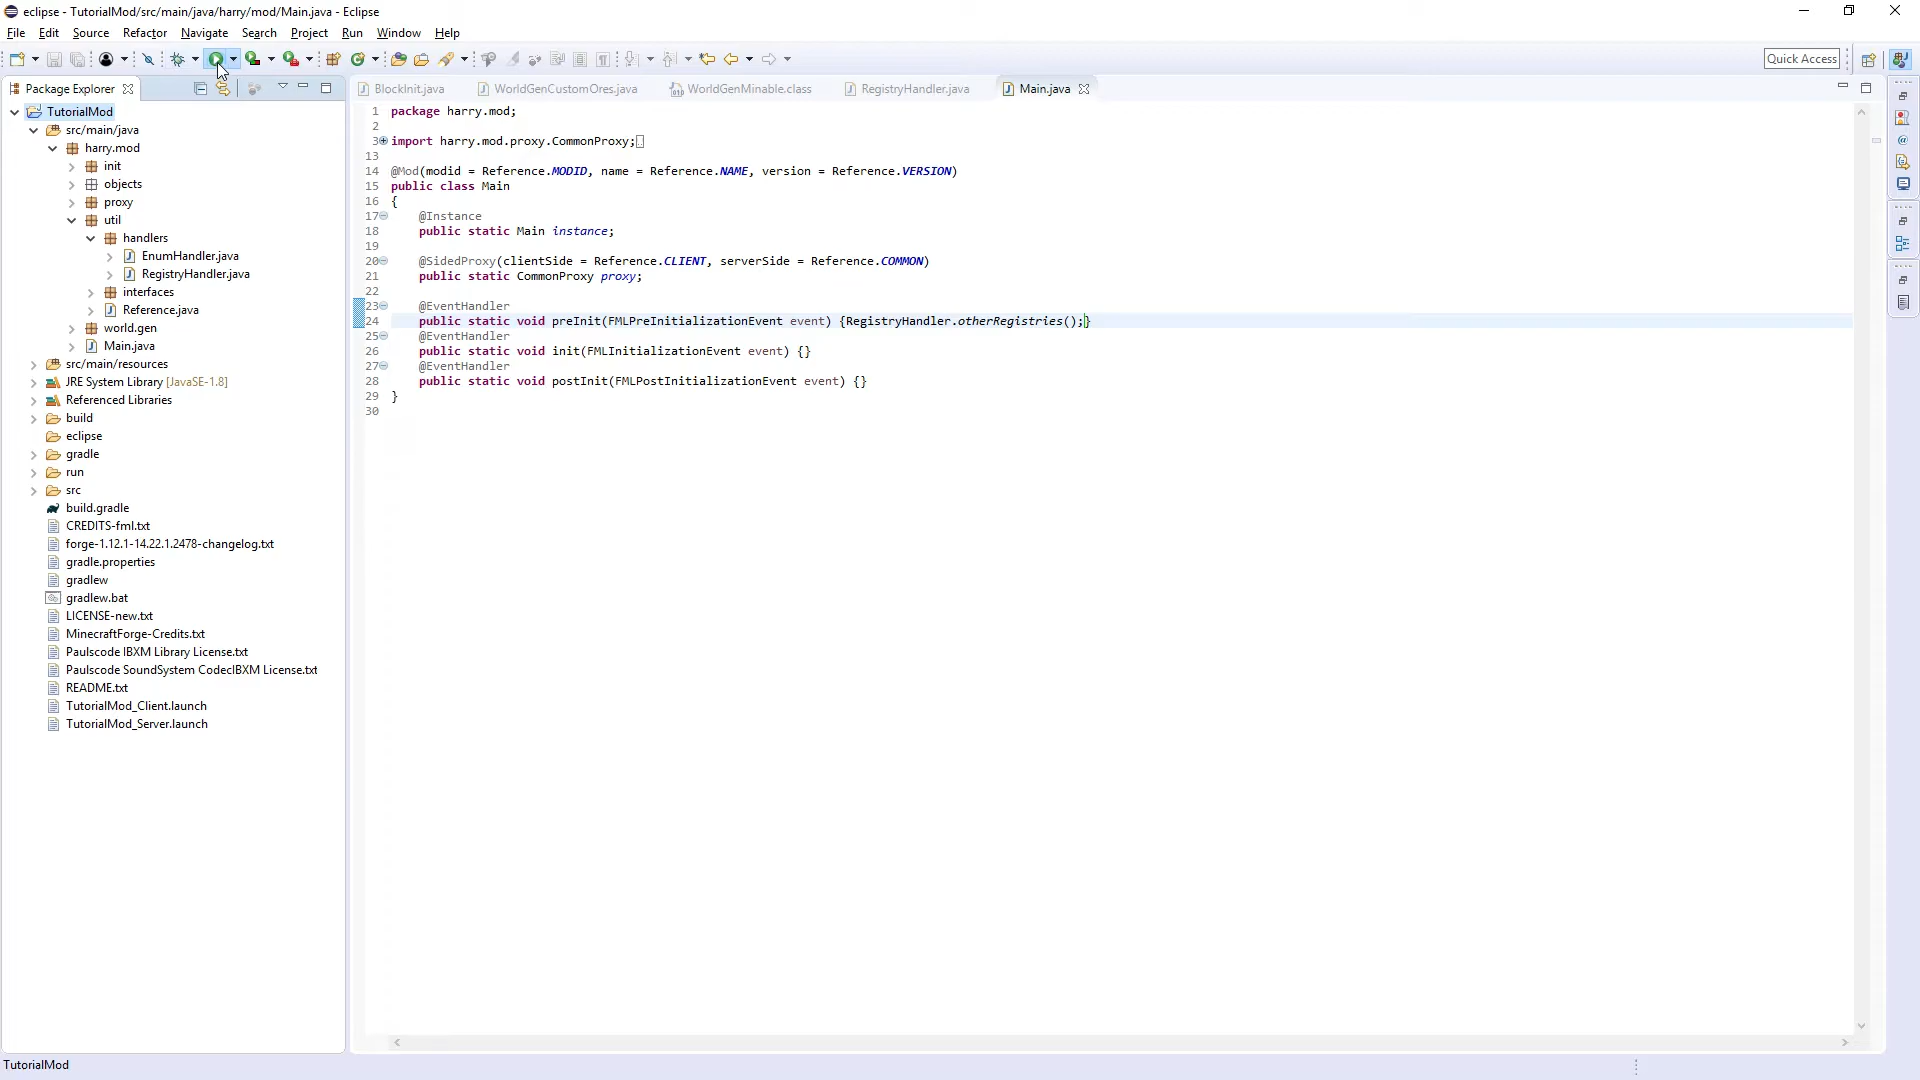 eclipse - TutorialMod/src/main/java/harry/mod/Main.java - Eclipse
File Edit Source Refactor Navigate Search Project Run Window Help
Quick Access
Package Explorer
BlockInit.java WorldGenCustomOres.java WorldGenMinable.class RegistryHandler.java Main.java
TutorialMod
src/main/java
harry.mod
init
objects
proxy
util
handlers
EnumHandler.java
RegistryHandler.java
interfaces
Reference.java
world.gen
Main.java
src/main/resources
JRE System Library [JavaSE-1.8]
Referenced Libraries
build
eclipse
gradle
run
src
build.gradle
CREDITS-fml.txt
forge-1.12.1-14.22.1.2478-changelog.txt
gradle.properties
gradlew
gradlew.bat
LICENSE-new.txt
MinecraftForge-Credits.txt
Paulscode IBXM Library License.txt
Paulscode SoundSystem CodecIBXM License.txt
README.txt
TutorialMod_Client.launch
TutorialMod_Server.launch
1 package harry.mod;
2
3 import harry.mod.proxy.CommonProxy;
13
14 @Mod(modid = Reference.MODID, name = Reference.NAME, version = Reference.VERSION)
15 public class Main
16 {
17 @Instance
18 public static Main instance;
19
20 @SidedProxy(clientSide = Reference.CLIENT, serverSide = Reference.COMMON)
21 public static CommonProxy proxy;
22
23 @EventHandler
24 public static void preInit(FMLPreInitializationEvent event) {RegistryHandler.otherRegistries();}
25 @EventHandler
26 public static void init(FMLInitializationEvent event) {}
27 @EventHandler
28 public static void postInit(FMLPostInitializationEvent event) {}
29 }
30
TutorialMod